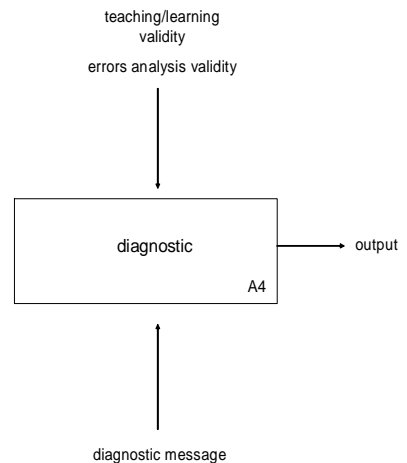 teaching/learning
validity
errors analysis validity
diagnostic
output
A4
diagnostic message